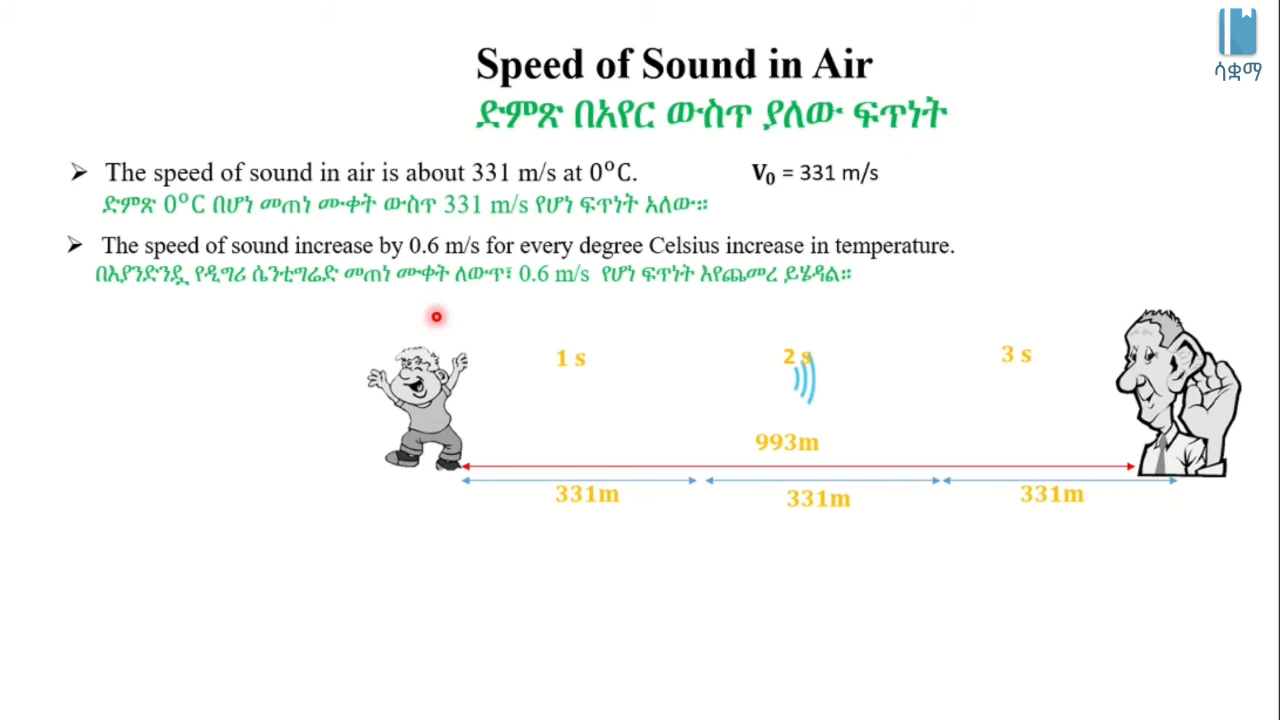 ሳቋማ
Speed of Sound in Air
ድምጽ በአየር ውስጥ ያለው ፍጥነት
➢ The speed of sound in air is about 331 m/s at 0⁰C. V₀ = 331 m/s
ድምጽ 0⁰C በሆነ መጠነ ሙቀት ውስጥ 331 m/s የሆነ ፍጥነት አለው።
➢ The speed of sound increase by 0.6 m/s for every degree Celsius increase in temperature.
በእያንድንዷ የዲግሪ ሴንቲግሬድ መጠነ ሙቀት ለውጥ፣ 0.6 m/s የሆነ ፍጥነት እየጨመረ ይሄዳል።
1 s 2 s 3 s
993m
331m 331m 331m